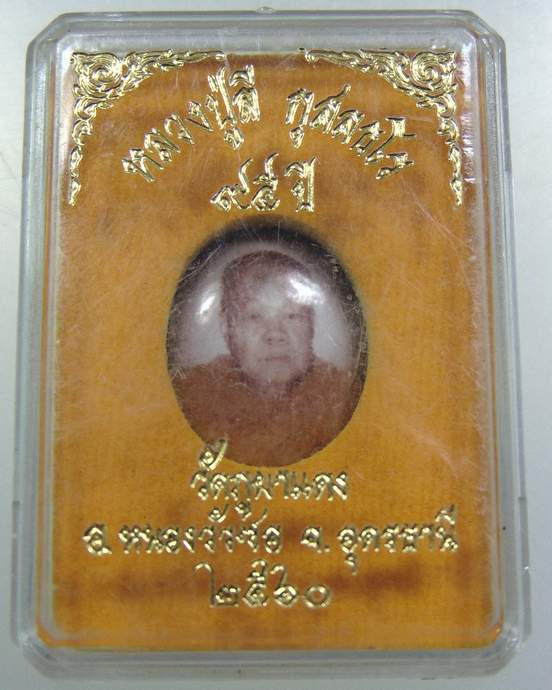 หลวงปู่ลี กุสลธโร
๙๕ ปี
วัดภูผาแดง
อ.หนองวัวซอ จ.อุดรธานี
๒๕๖๐